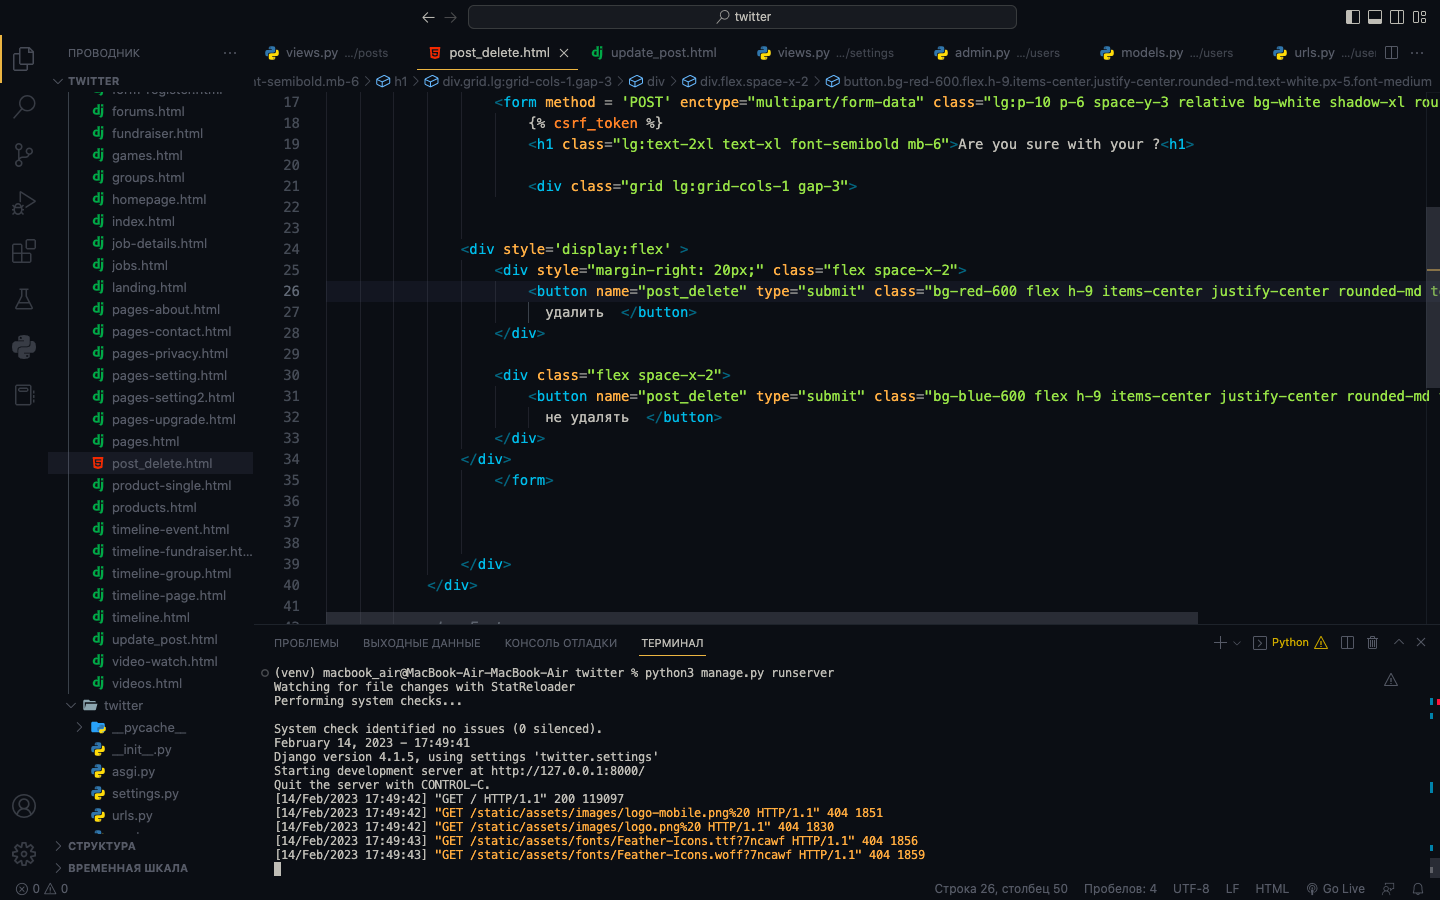 twitter
ПРОВОДНИК
views.py .../posts
post_delete.html
update_post.html
views.py .../settings
admin.py .../users
models.py .../users
urls.py .../user
TWITTER
at-semibold.mb-6 > h1 > div.grid.lg:grid-cols-1.gap-3 > div > div.flex.space-x-2 > button.bg-red-600.flex.h-9.items-center.justify-center.rounded-md.text-white.px-5.font-medium
form-register.html
forums.html
fundraiser.html
games.html
groups.html
homepage.html
index.html
job-details.html
jobs.html
landing.html
pages-about.html
pages-contact.html
pages-privacy.html
pages-setting.html
pages-setting2.html
pages-upgrade.html
pages.html
post_delete.html
product-single.html
products.html
timeline-event.html
timeline-fundraiser.ht...
timeline-group.html
timeline-page.html
timeline.html
update_post.html
video-watch.html
videos.html
twitter
__pycache__
__init__.py
asgi.py
settings.py
urls.py
СТРУКТУРА
ВРЕМЕННАЯ ШКАЛА
17 <form method = 'POST' enctype="multipart/form-data" class="lg:p-10 p-6 space-y-3 relative bg-white shadow-xl rou
18 {% csrf_token %}
19 <h1 class="lg:text-2xl text-xl font-semibold mb-6">Are you sure with your ?<h1>
20
21 <div class="grid lg:grid-cols-1 gap-3">
22
23
24 <div style='display:flex' >
25 <div style="margin-right: 20px;" class="flex space-x-2">
26 <button name="post_delete" type="submit" class="bg-red-600 flex h-9 items-center justify-center rounded-md t
27 удалить </button>
28 </div>
29
30 <div class="flex space-x-2">
31 <button name="post_delete" type="submit" class="bg-blue-600 flex h-9 items-center justify-center rounded-md
32 не удалять </button>
33 </div>
34 </div>
35 </form>
36
37
38
39 </div>
40 </div>
41
ПРОБЛЕМЫ ВЫХОДНЫЕ ДАННЫЕ КОНСОЛЬ ОТЛАДКИ ТЕРМИНАЛ
Python
(venv) macbook_air@MacBook-Air-MacBook-Air twitter % python3 manage.py runserver
Watching for file changes with StatReloader
Performing system checks...
System check identified no issues (0 silenced).
February 14, 2023 - 17:49:41
Django version 4.1.5, using settings 'twitter.settings'
Starting development server at http://127.0.0.1:8000/
Quit the server with CONTROL-C.
[14/Feb/2023 17:49:42] "GET / HTTP/1.1" 200 119097
[14/Feb/2023 17:49:42] "GET /static/assets/images/logo-mobile.png%20 HTTP/1.1" 404 1851
[14/Feb/2023 17:49:42] "GET /static/assets/images/logo.png%20 HTTP/1.1" 404 1830
[14/Feb/2023 17:49:43] "GET /static/assets/fonts/Feather-Icons.ttf?7ncawf HTTP/1.1" 404 1856
[14/Feb/2023 17:49:43] "GET /static/assets/fonts/Feather-Icons.woff?7ncawf HTTP/1.1" 404 1859
0 0
Строка 26, столбец 50 Пробелов: 4 UTF-8 LF HTML Go Live